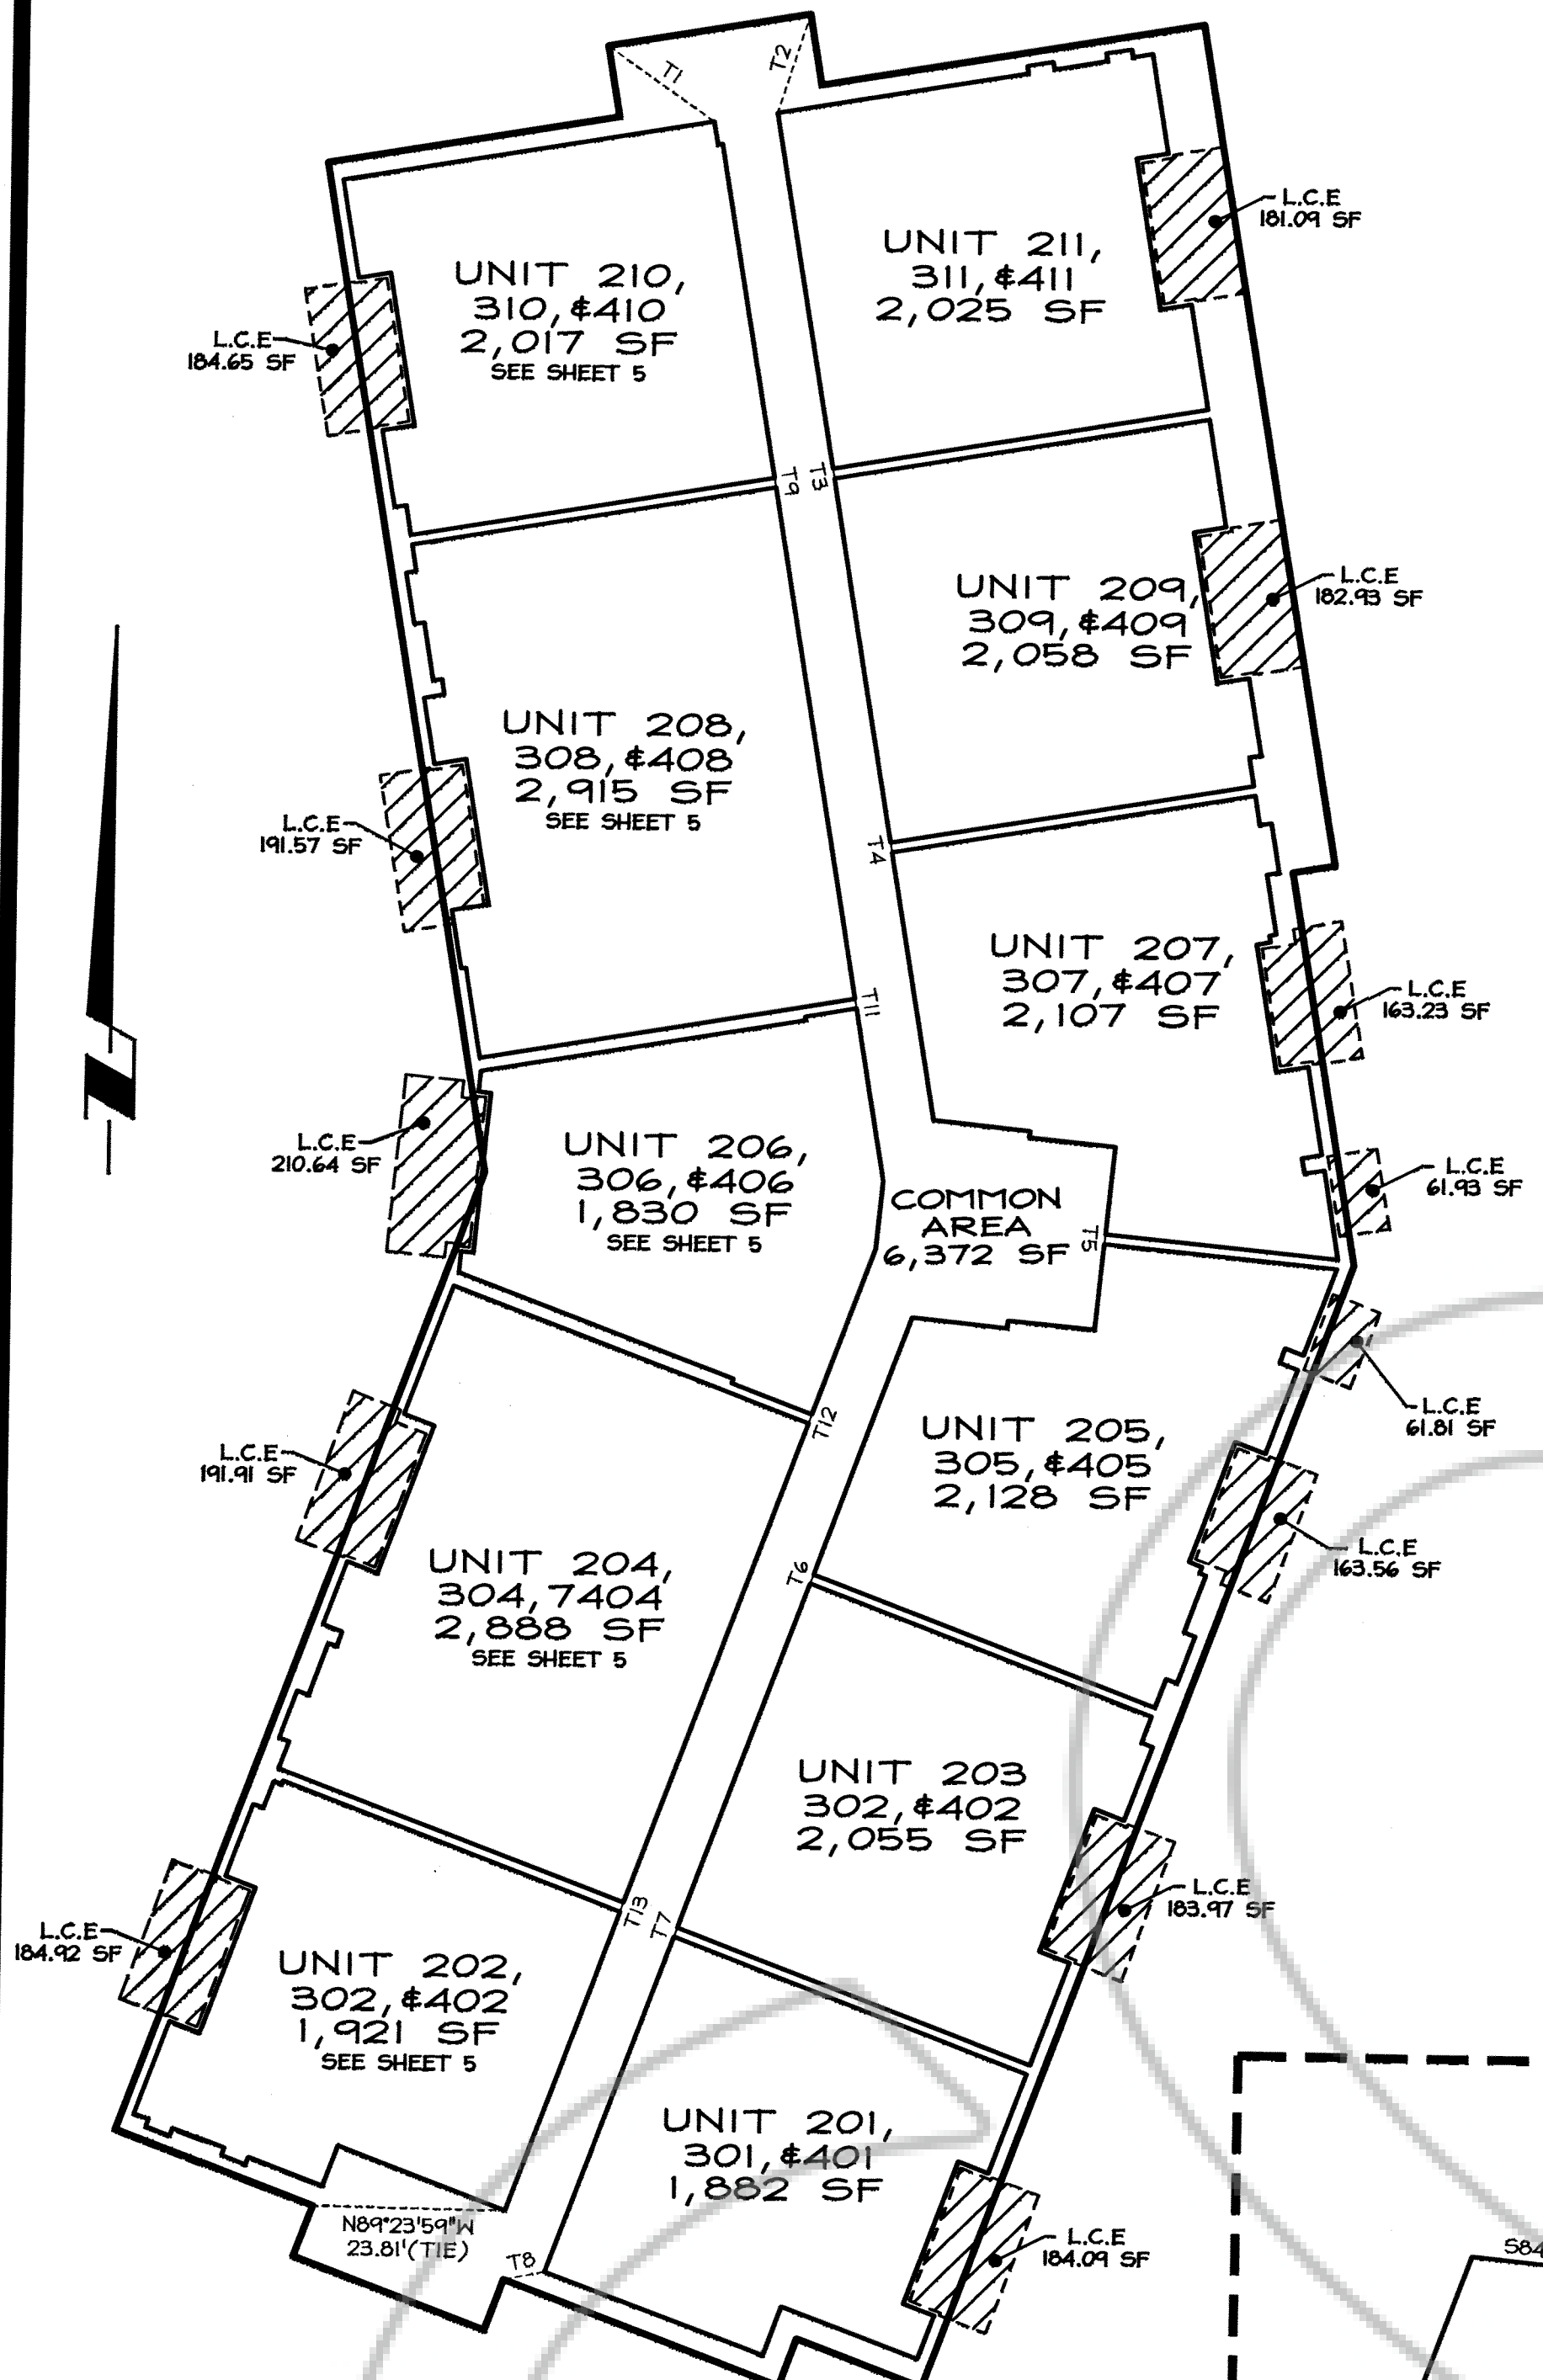 T1
T2
UNIT 211,
311, &411
2,025 SF
L.C.E
181.09 SF
UNIT 210,
310, &410
2,017 SF
SEE SHEET 5
L.C.E
184.65 SF
T9
T3
UNIT 209,
309, &409
2,058 SF
L.C.E
182.93 SF
UNIT 208,
308, &408
2,915 SF
SEE SHEET 5
L.C.E
191.57 SF
T4
UNIT 207,
307, &407
2,107 SF
L.C.E
163.23 SF
T11
L.C.E
210.64 SF
UNIT 206,
306, &406
1,830 SF
SEE SHEET 5
COMMON
AREA
6,372 SF
T5
L.C.E
61.93 SF
L.C.E
61.81 SF
T12
UNIT 205,
305, &405
2,128 SF
L.C.E
191.91 SF
L.C.E
163.56 SF
UNIT 204,
304, 7404
2,888 SF
SEE SHEET 5
T6
UNIT 203
302, &402
2,055 SF
L.C.E
183.97 SF
T13
T7
L.C.E
184.92 SF
UNIT 202,
302, &402
1,921 SF
SEE SHEET 5
UNIT 201,
301, &401
1,882 SF
N89°23'59"W
23.81'(TIE)
T8
L.C.E
184.09 SF
S84